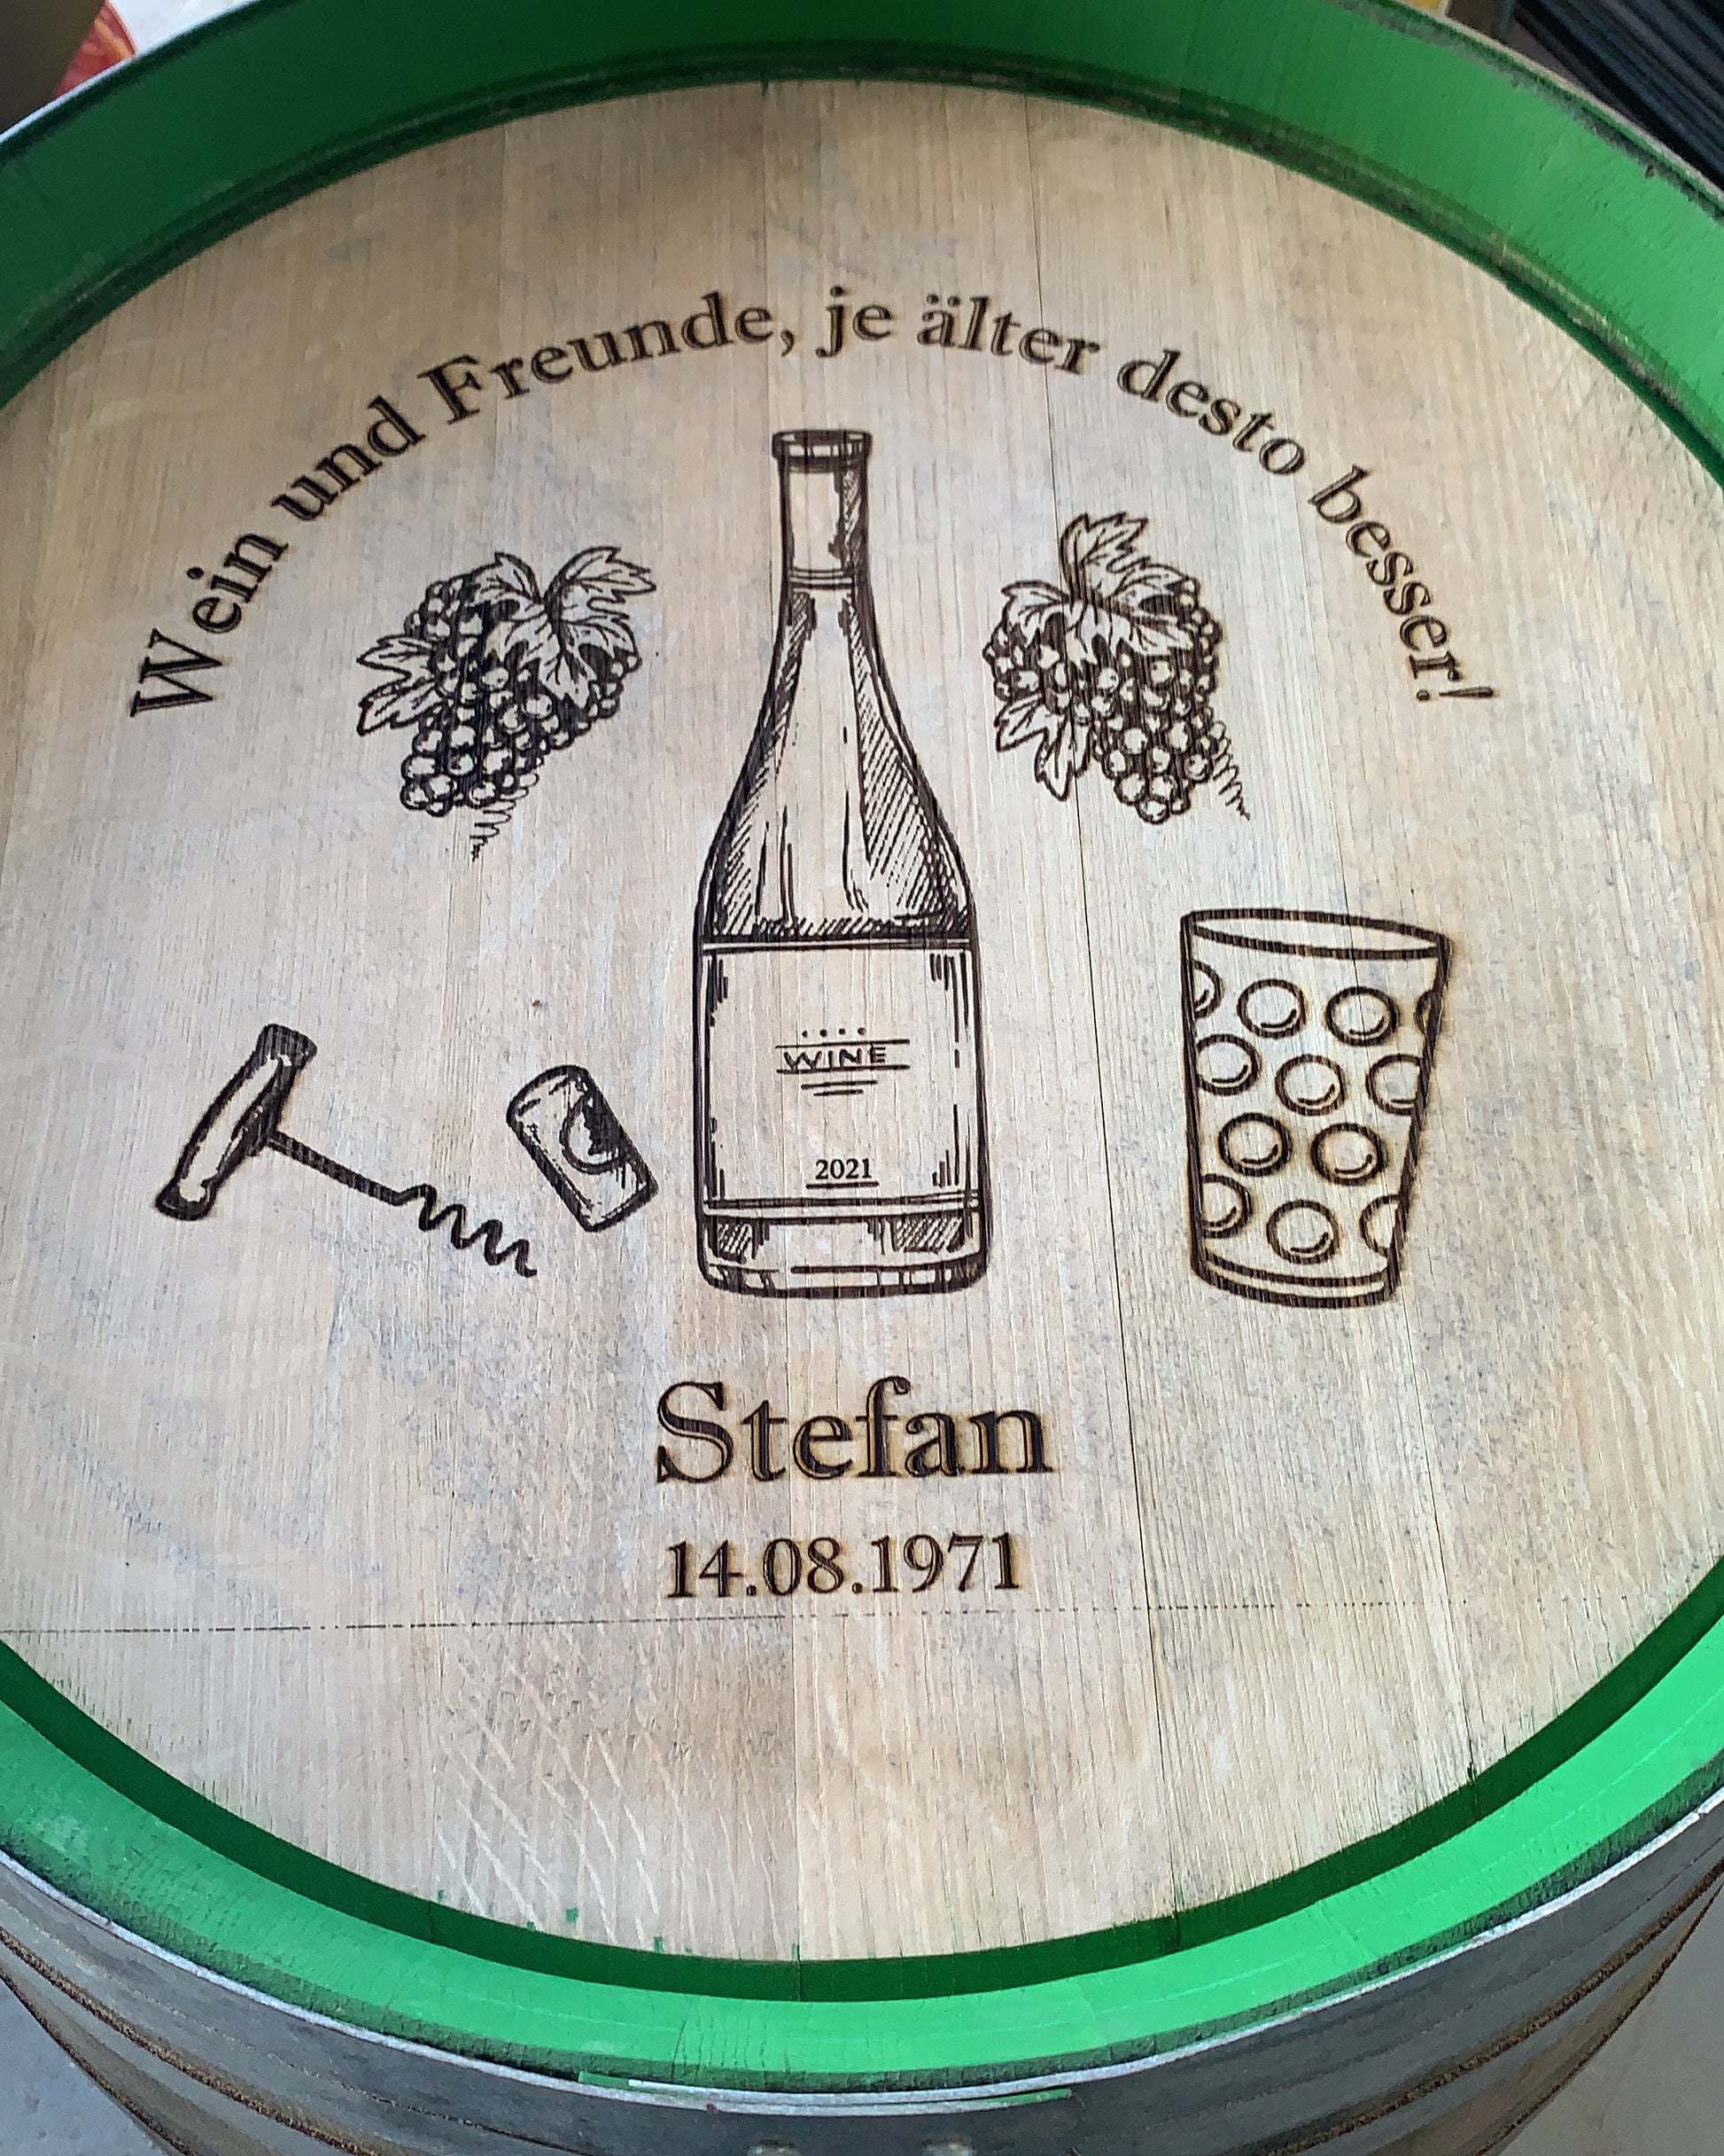 Wein und Freunde, je älter desto besser!
WINE
2021
Stefan
14.08.1971